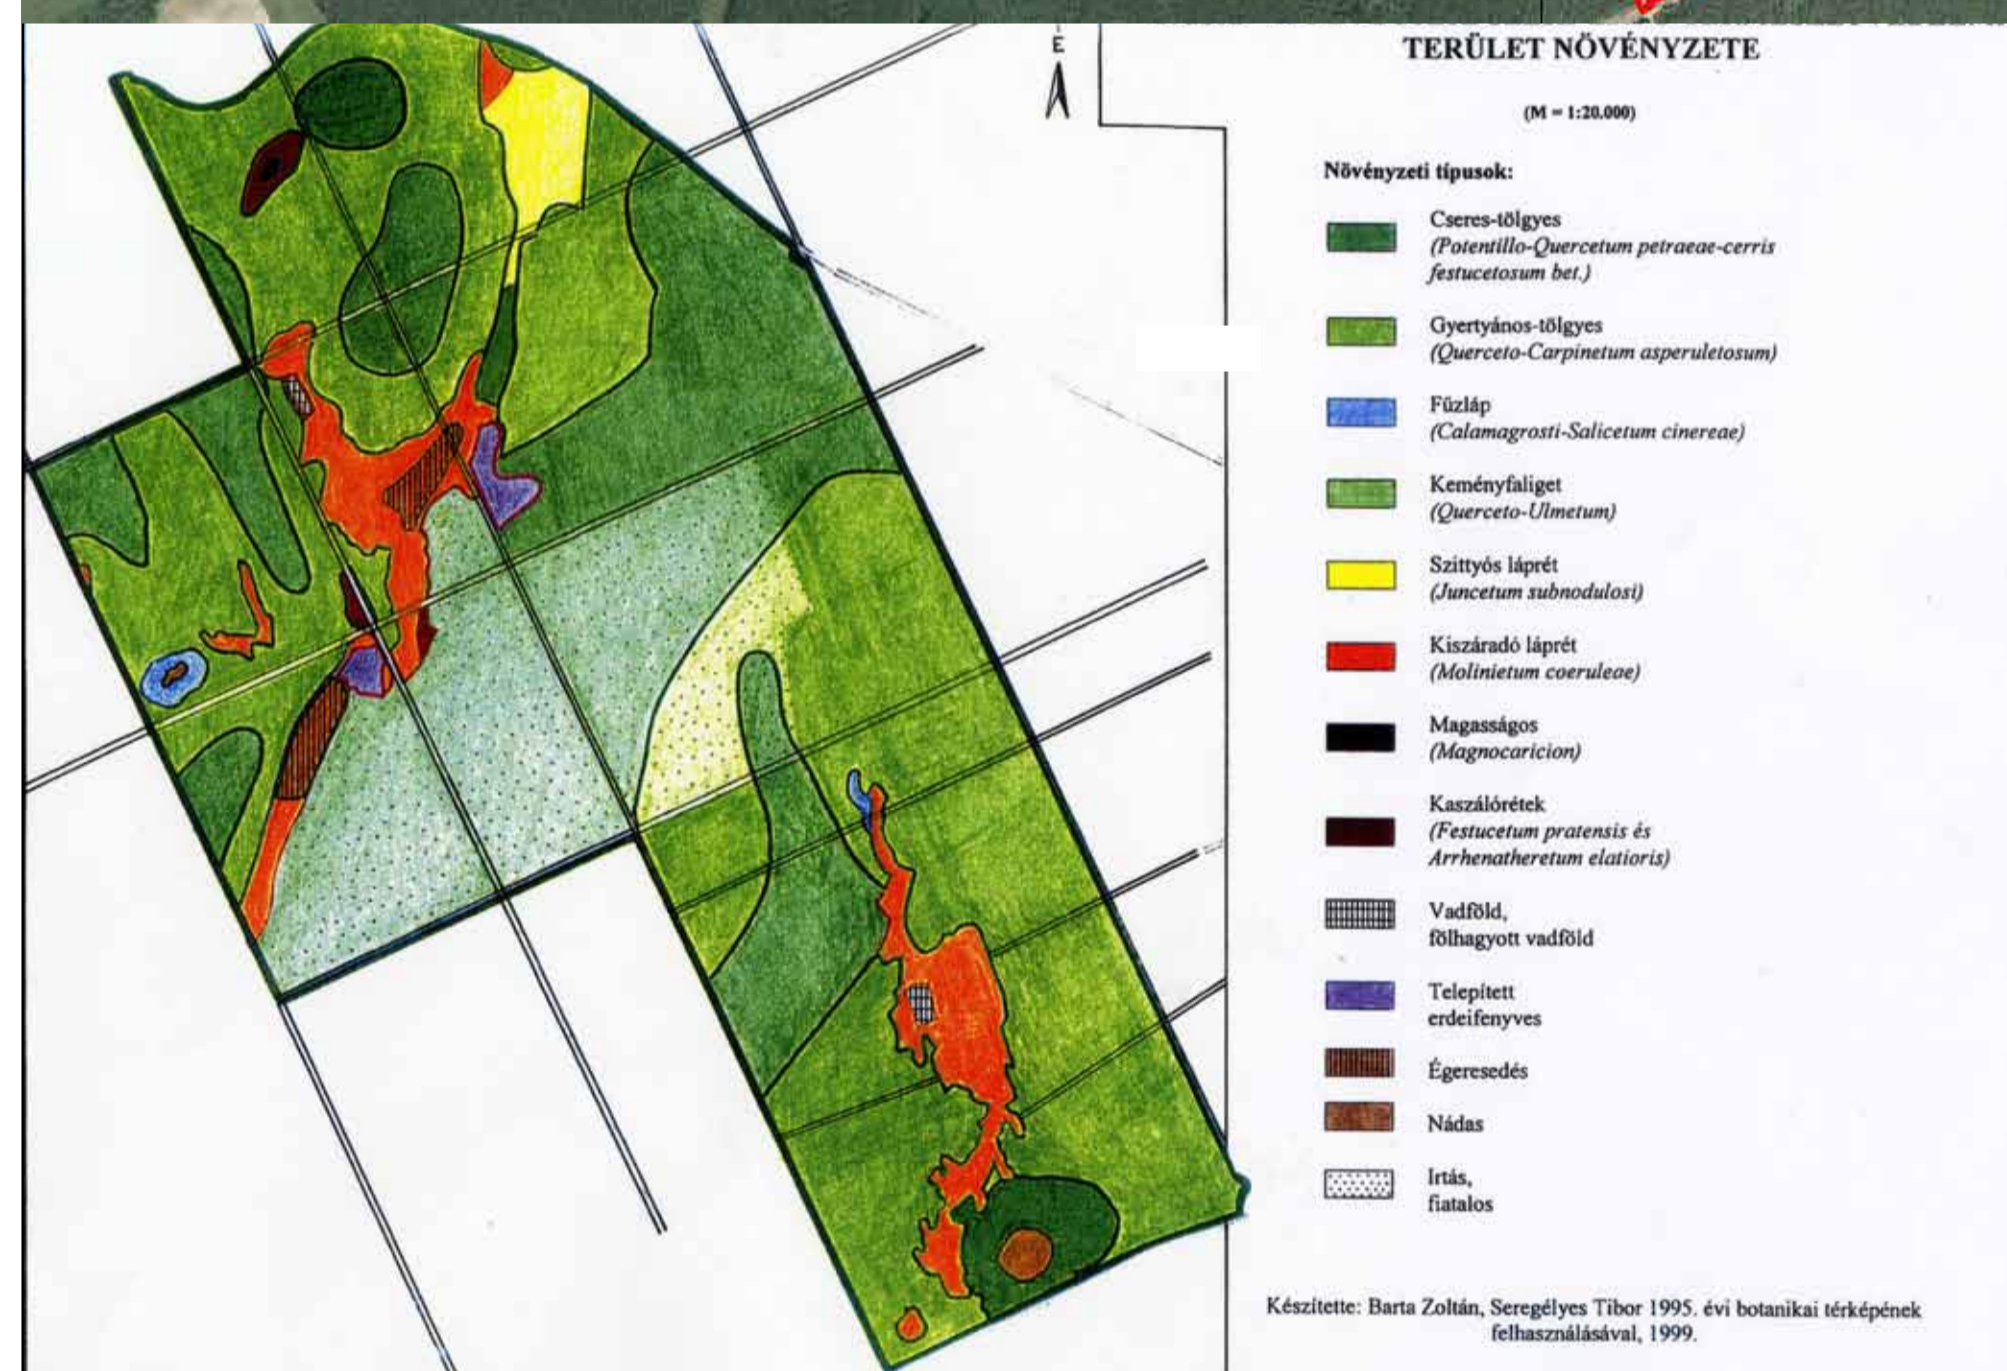 E
TERÜLET NÖVÉNYZETE
(M = 1:20.000)
Növényzeti típusok:
Cseres-tölgyes
(Potentillo-Quercetum petraeae-cerris
festucetosum bet.)
Gyertyános-tölgyes
(Querceto-Carpinetum asperuletosum)
Fűzláp
(Calamagrosti-Salicetum cinereae)
Keményfaliget
(Querceto-Ulmetum)
Szittyós láprét
(Juncetum subnodulosi)
Kiszáradó láprét
(Molinietum coeruleae)
Magasságos
(Magnocaricion)
Kaszálórétek
(Festucetum pratensis és
Arrhenatheretum elatioris)
Vadföld,
fölhagyott vadföld
Telepített
erdeifenyves
Égeresedés
Nádas
Irtás,
fiatalos
Készítette: Barta Zoltán, Seregélyes Tibor 1995. évi botanikai térképének
felhasználásával, 1999.